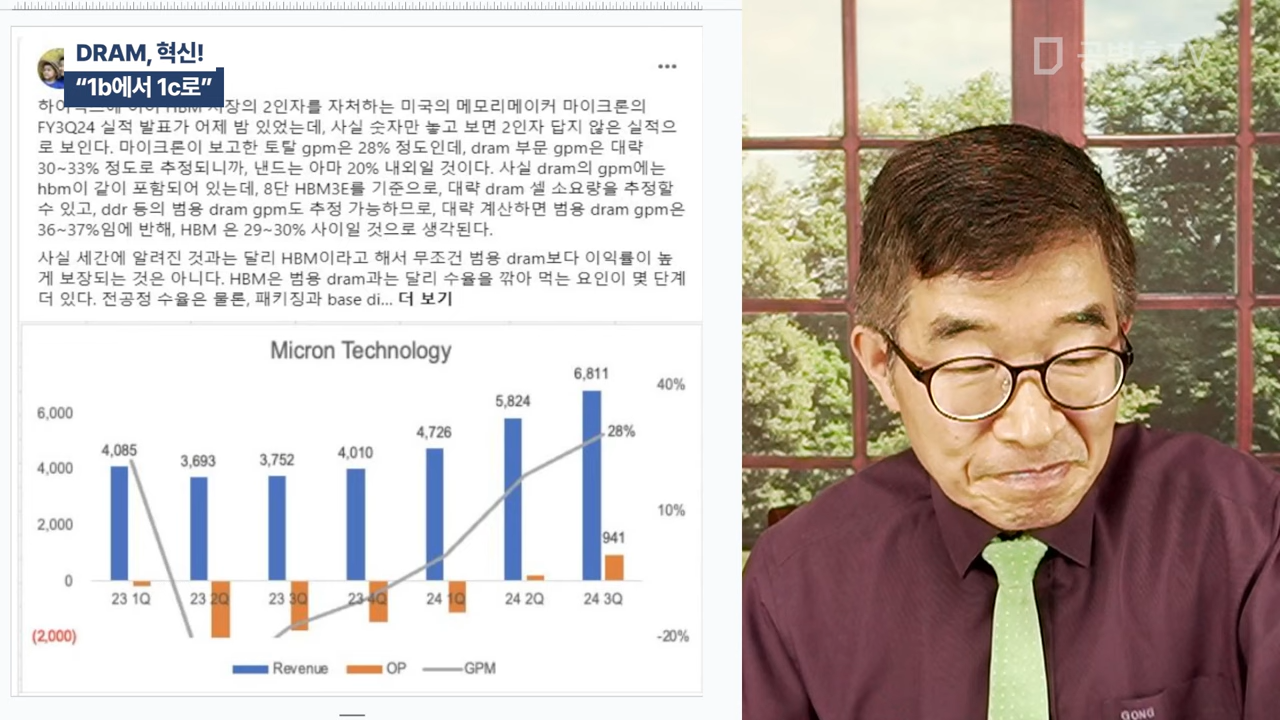 DRAM, 혁신!
“1b에서 1c로”
시장의 2인자를 자처하는 미국의 메모리메이커 마이크론의
FY3Q24 실적 발표가 어제 밤 있었는데, 사실 숫자만 놓고 보면 2인자 답지 않은 실적으
로 보인다. 마이크론이 보고한 토탈 gpm은 28% 정도인데, dram 부문 gpm은 대략
30~33% 정도로 추정되니까, 낸드는 아마 20% 내외일 것이다. 사실 dram의 gpm에는
hbm이 같이 포함되어 있는데, 8단 HBM3E를 기준으로, 대략 dram 셀 소요량을 추정할
수 있고, ddr 등의 범용 dram gpm도 추정 가능하므로, 대략 계산하면 범용 dram gpm은
36~37%임에 반해, HBM 은 29~30% 사이일 것으로 생각된다.
사실 세간에 알려진 것과는 달리 HBM이라고 해서 무조건 범용 dram보다 이익률이 높
게 보장되는 것은 아니다. HBM은 범용 dram과는 달리 수율을 깎아 먹는 요인이 몇 단계
더 있다. 전공정 수율은 물론, 패키징과 base di... 더 보기
Micron Technology
6,811
40%
5,824
6,000
4,726
28%
4,085
4,010
3,693
3,752
4,000
2,000
10%
941
0
23 1Q
23 2Q
23 3Q
23 4Q
24 1Q
24 2Q
24 3Q
(2,000)
-20%
Revenue
OP
GPM
공병호TV
GONG